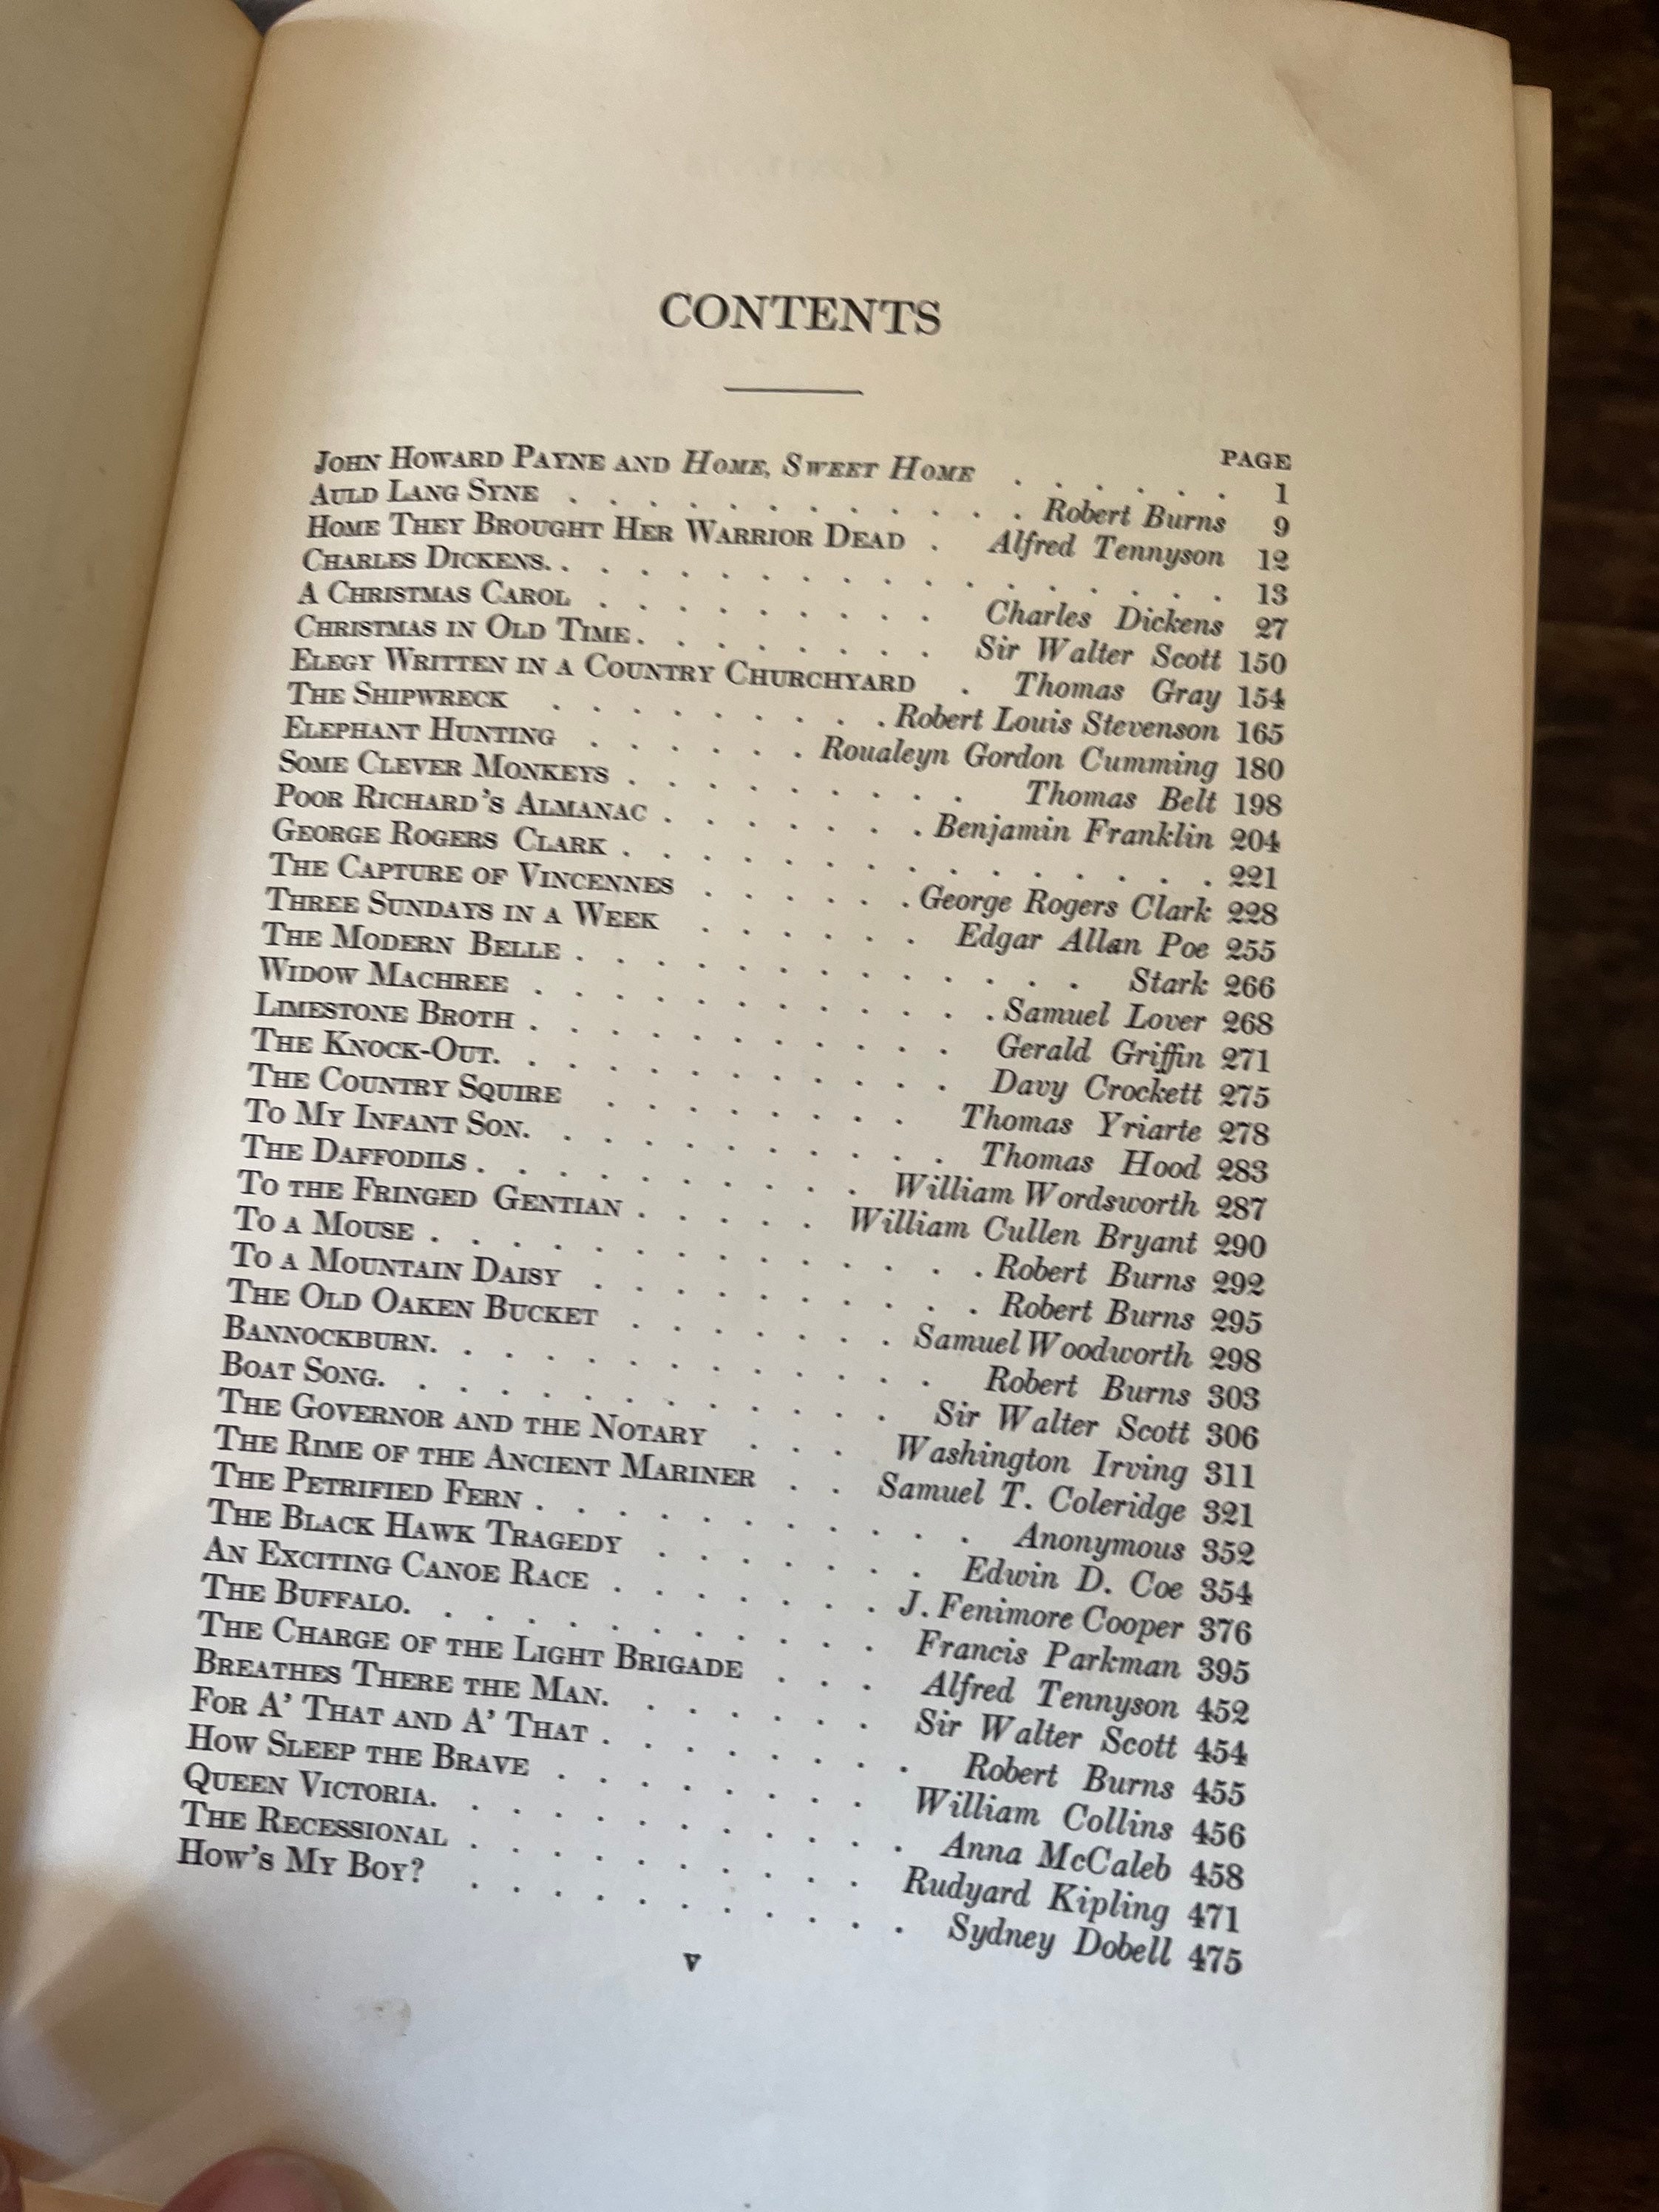 CONTENTS
PAGE
JOHN HOWARD PAYNE AND HOME, SWEET HOME . . . . . . 1
AULD LANG SYNE . . . . . . . . . . . . Robert Burns 9
HOME THEY BROUGHT HER WARRIOR DEAD . Alfred Tennyson 12
CHARLES DICKENS. . . . . . . . . . . . . . . . . . 13
A CHRISTMAS CAROL . . . . . . . . . Charles Dickens 27
CHRISTMAS IN OLD TIME . . . . . . . . Sir Walter Scott 150
ELEGY WRITTEN IN A COUNTRY CHURCHYARD . Thomas Gray 154
THE SHIPWRECK . . . . . . . . . Robert Louis Stevenson 165
ELEPHANT HUNTING . . . . . . Roualeyn Gordon Cumming 180
SOME CLEVER MONKEYS . . . . . . . . . Thomas Belt 198
POOR RICHARD'S ALMANAC . . . . . . . Benjamin Franklin 204
GEORGE ROGERS CLARK . . . . . . . . . . . . . . . 221
THE CAPTURE OF VINCENNES . . . . . . George Rogers Clark 228
THREE SUNDAYS IN A WEEK . . . . . . Edgar Allan Poe 255
THE MODERN BELLE . . . . . . . . . . . . . Stark 266
WIDOW MACHREE . . . . . . . . . . . . Samuel Lover 268
LIMESTONE BROTH . . . . . . . . . . . Gerald Griffin 271
THE KNOCK-OUT. . . . . . . . . . . . Davy Crockett 275
THE COUNTRY SQUIRE . . . . . . . . Thomas Yriarte 278
TO MY INFANT SON. . . . . . . . . . . Thomas Hood 283
THE DAFFODILS . . . . . . . . . . William Wordsworth 287
TO THE FRINGED GENTIAN . . . . . William Cullen Bryant 290
TO A MOUSE . . . . . . . . . . . . . . Robert Burns 292
TO A MOUNTAIN DAISY . . . . . . . . . . Robert Burns 295
THE OLD OAKEN BUCKET . . . . . . . Samuel Woodworth 298
BANNOCKBURN. . . . . . . . . . . . . Robert Burns 303
BOAT SONG. . . . . . . . . . . . . Sir Walter Scott 306
THE GOVERNOR AND THE NOTARY . . . Washington Irving 311
THE RIME OF THE ANCIENT MARINER . . Samuel T. Coleridge 321
THE PETRIFIED FERN . . . . . . . . . . . Anonymous 352
THE BLACK HAWK TRAGEDY . . . . . . . Edwin D. Coe 354
AN EXCITING CANOE RACE . . . . . . . J. Fenimore Cooper 376
THE BUFFALO. . . . . . . . . . . . Francis Parkman 395
THE CHARGE OF THE LIGHT BRIGADE . . . Alfred Tennyson 452
BREATHES THERE THE MAN. . . . . . . Sir Walter Scott 454
FOR A' THAT AND A' THAT . . . . . . . . Robert Burns 455
HOW SLEEP THE BRAVE . . . . . . . . William Collins 456
QUEEN VICTORIA. . . . . . . . . . . . Anna McCaleb 458
THE RECESSIONAL . . . . . . . . . . Rudyard Kipling 471
HOW'S MY BOY? . . . . . . . . . . . Sydney Dobell 475
v